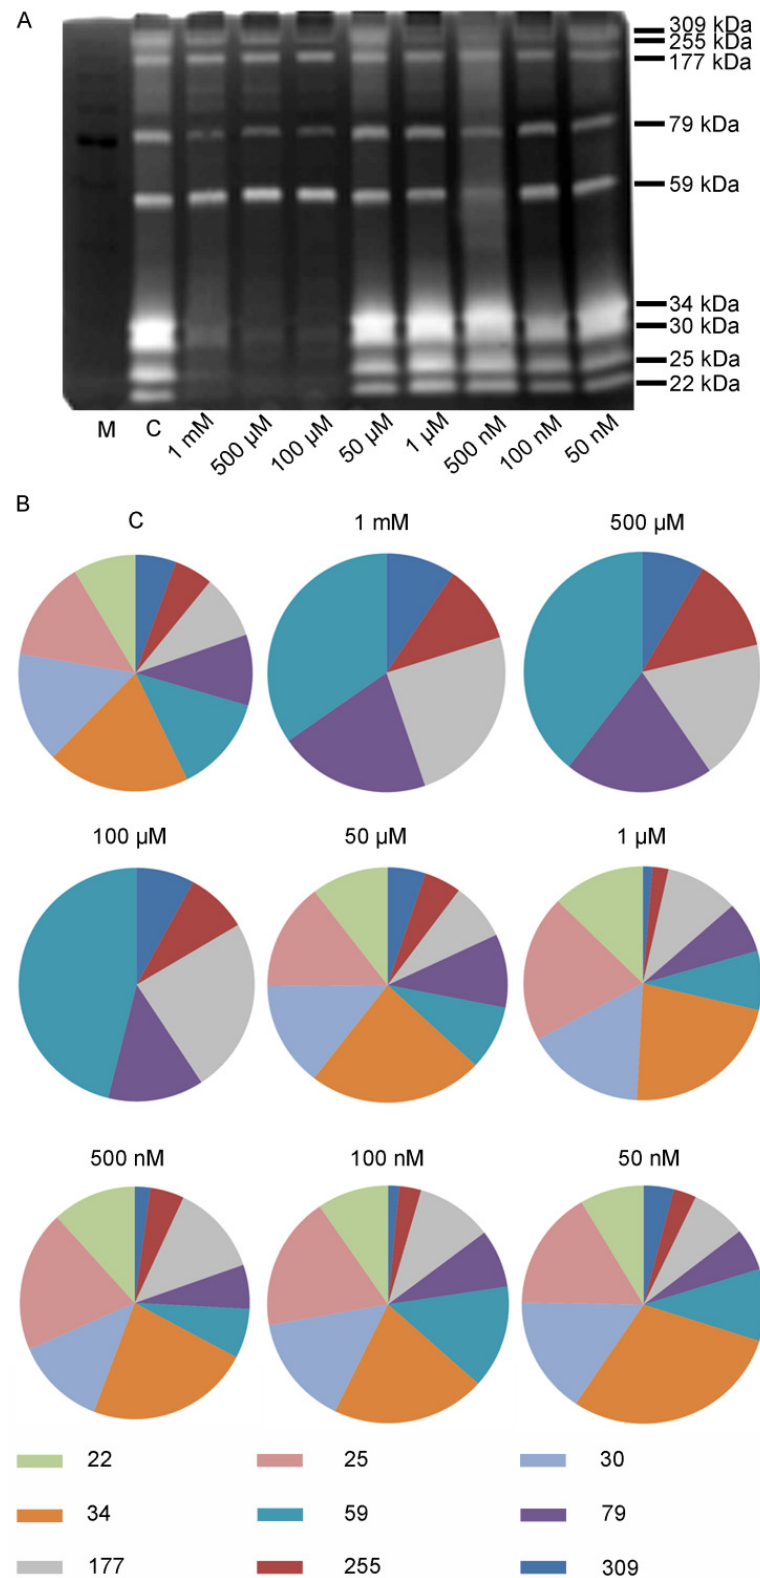 A
309 kDa
255 kDa
177 kDa
79 kDa
59 kDa
34 kDa
30 kDa
25 kDa
22 kDa
M C 1 mM 500 µM 100 µM 50 µM 1 µM 500 nM 100 nM 50 nM
B
C 1 mM 500 µM
100 µM 50 µM 1 µM
500 nM 100 nM 50 nM
22 25 30
34 59 79
177 255 309